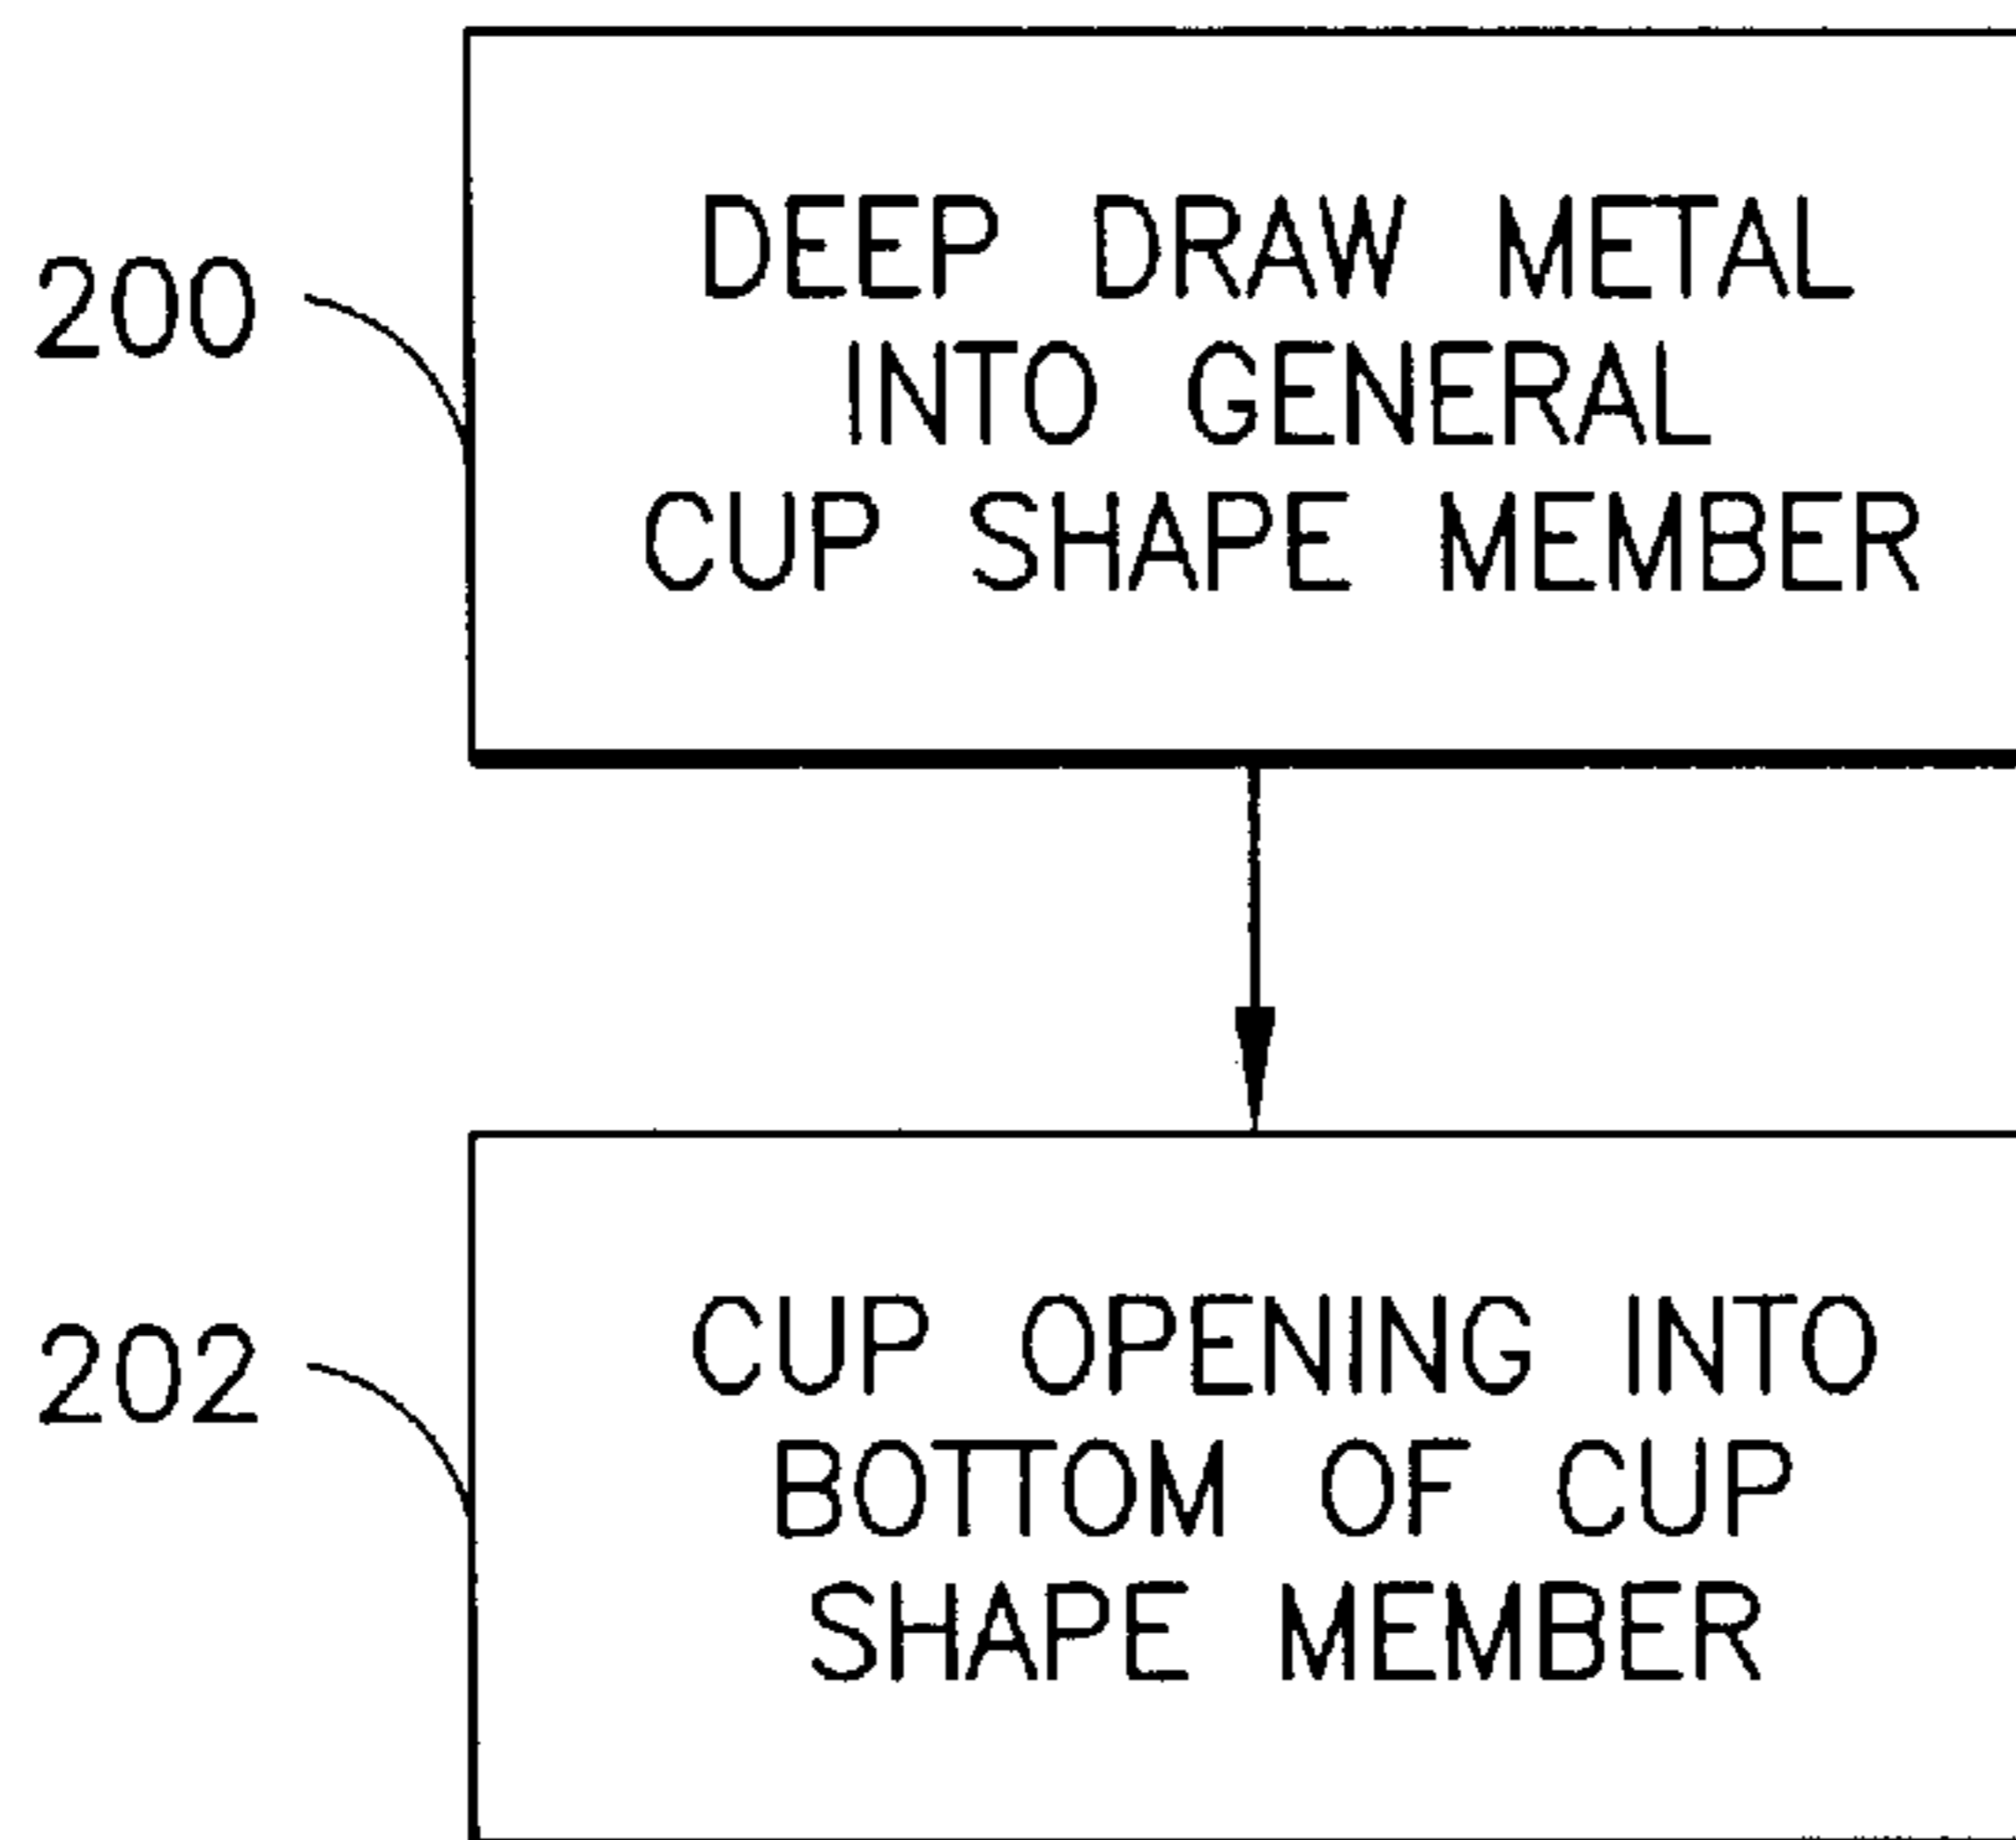 200
DEEP DRAW METAL
INTO GENERAL
CUP SHAPE MEMBER
202
CUP OPENING INTO
BOTTOM OF CUP
SHAPE MEMBER